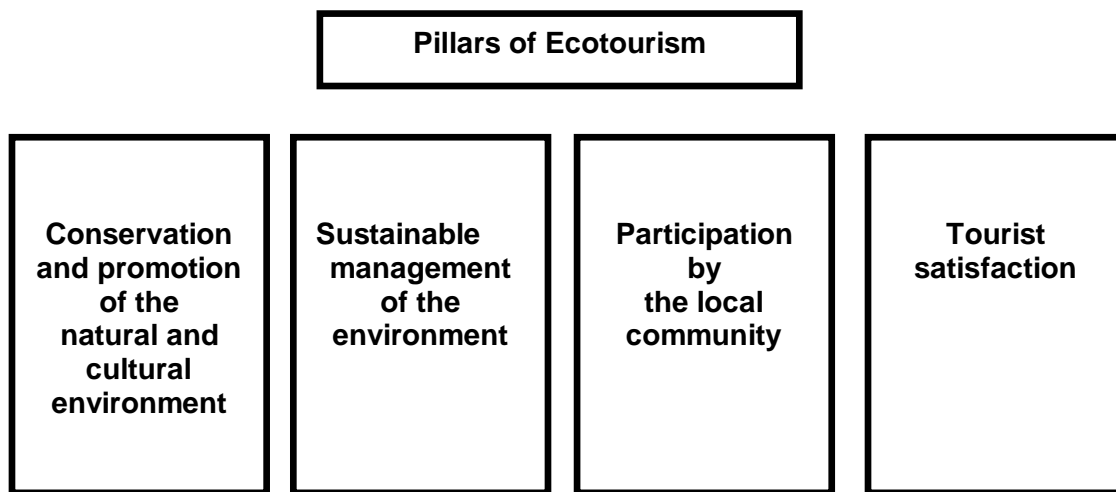 Pillars of Ecotourism
Conservation
and promotion
of the
natural and
cultural
environment
Sustainable
management
of the
environment
Participation
by
the local
community
Tourist
satisfaction